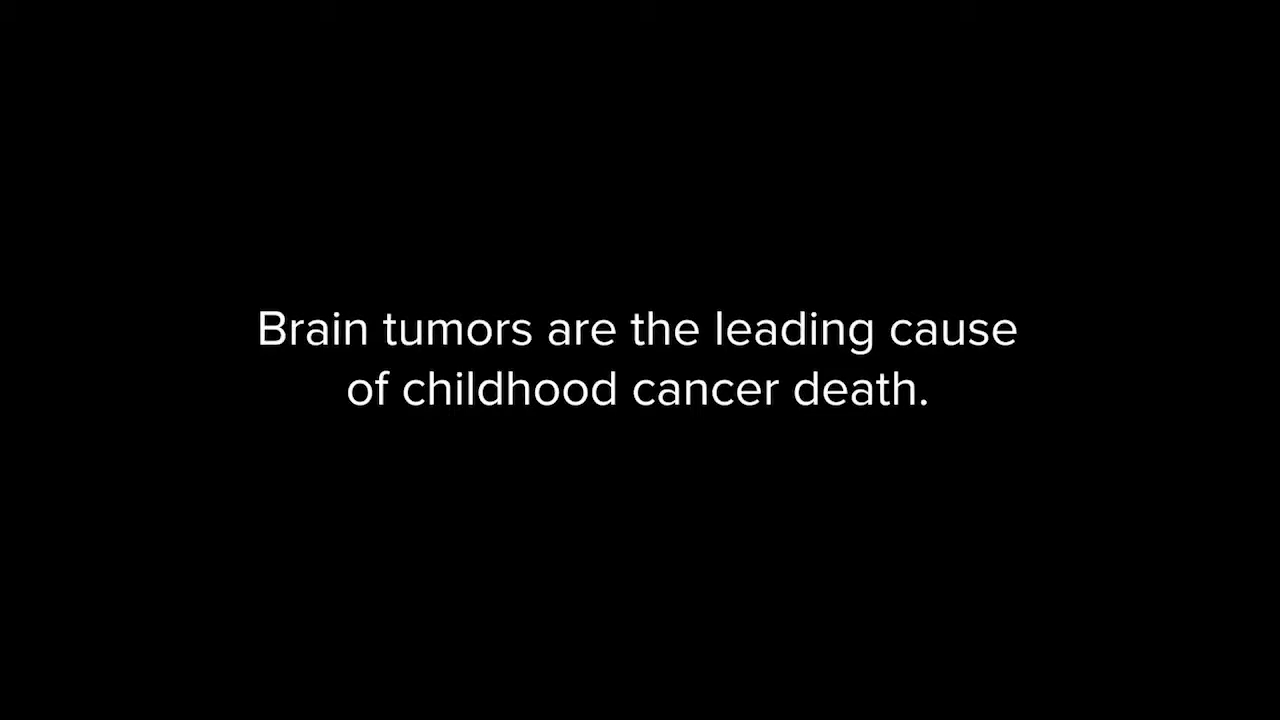 Brain tumors are the leading cause
of childhood cancer death.